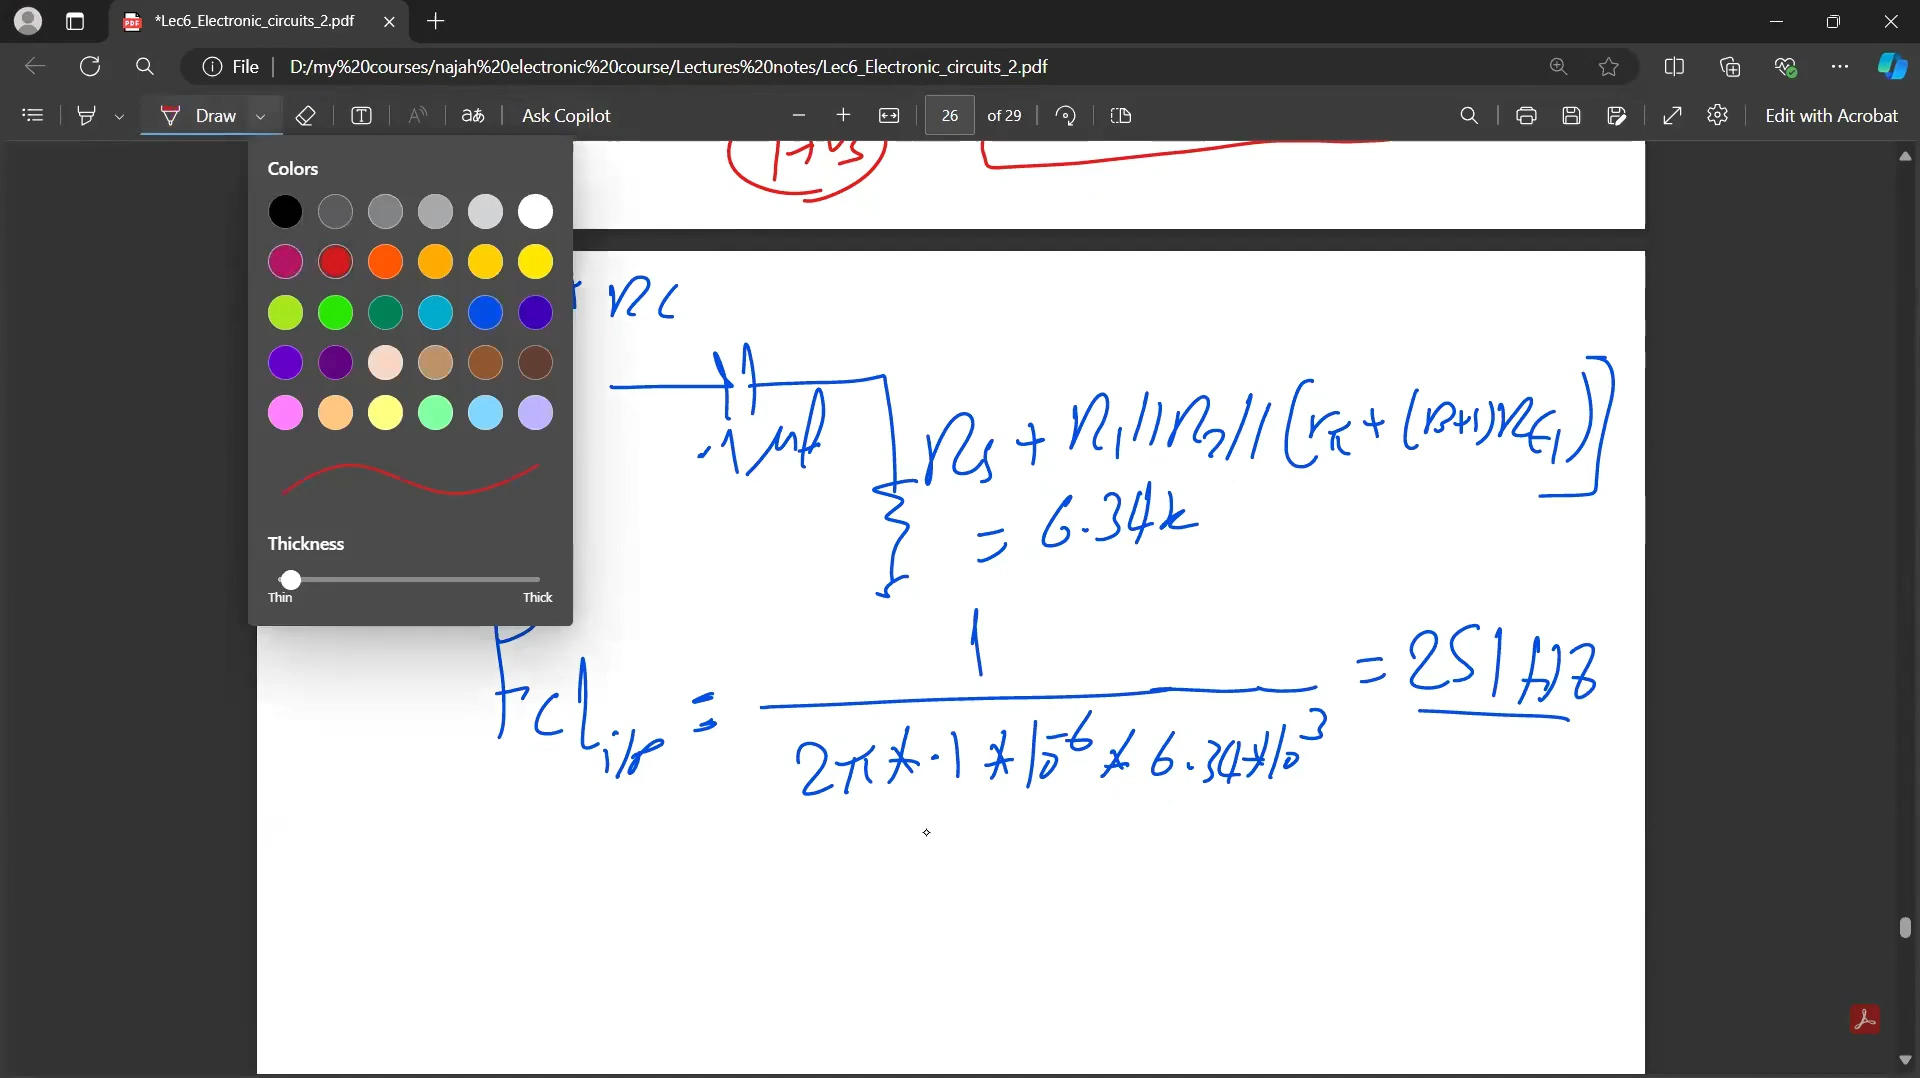 *Lec6_Electronic_circuits_2.pdf
File D:/my%20courses/najah%20electronic%20course/Lectures%20notes/Lec6_Electronic_circuits_2.pdf
Draw T aあ Ask Copilot 26 of 29 Edit with Acrobat
Colors
RC
.1 μf
Rs + R1//R2//(rπ + (B+1)RE1)]
= 6.34k
Thickness
Thin Thick
FcL i/p = 1 / 2π * .1 * 10^-6 * 6.34*10^3 = 251 Hz